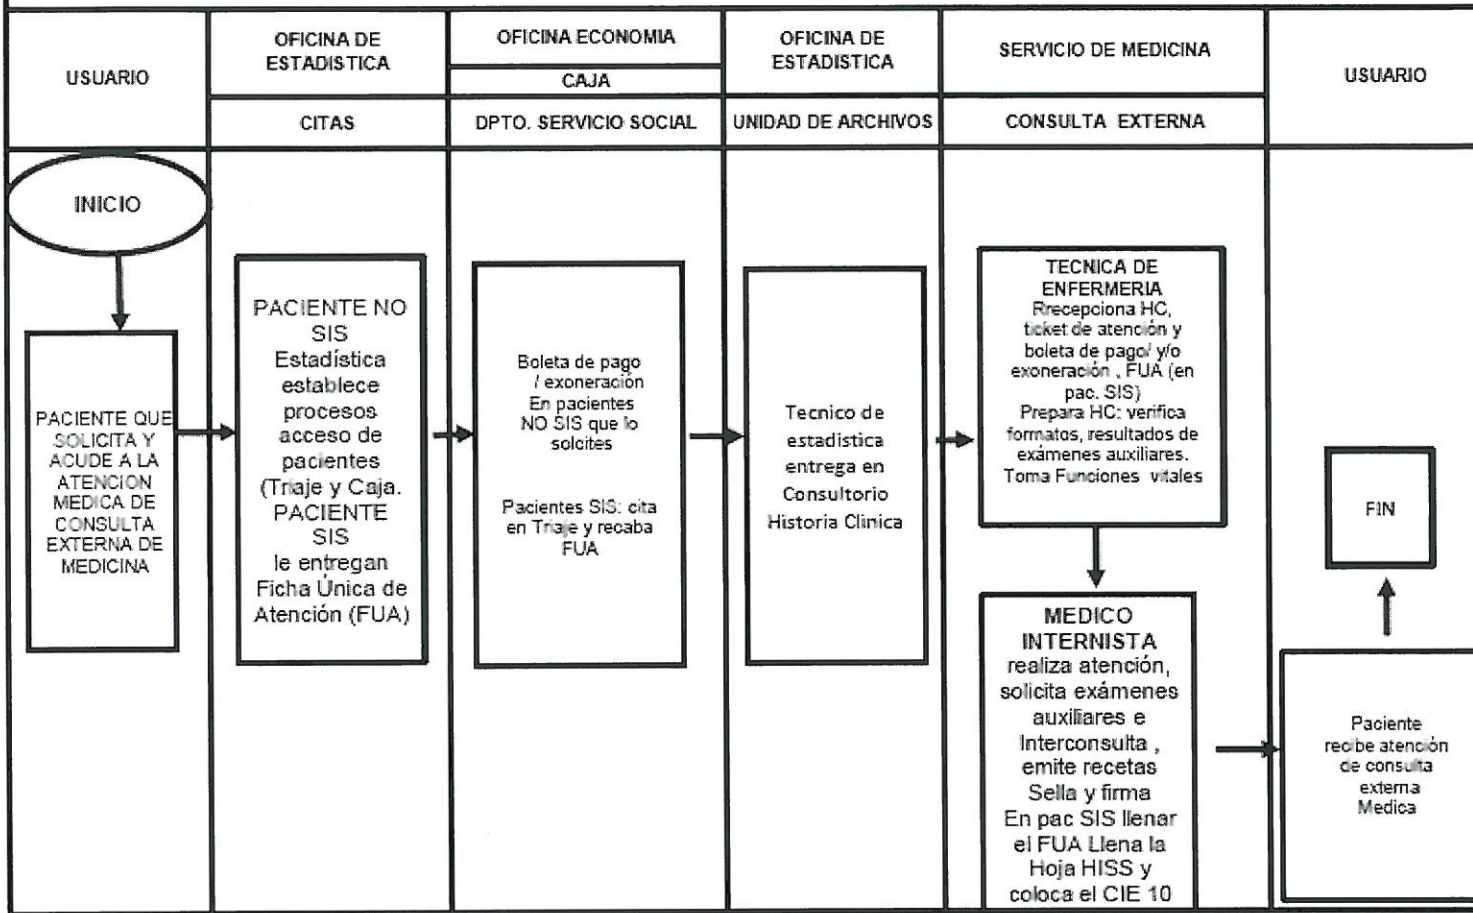 USUARIO
OFICINA DE
ESTADISTICA
CITAS
OFICINA ECONOMIA
CAJA
DPTO. SERVICIO SOCIAL
OFICINA DE
ESTADISTICA
UNIDAD DE ARCHIVOS
SERVICIO DE MEDICINA
CONSULTA EXTERNA
USUARIO
INICIO
PACIENTE QUE
SOLICITA Y
ACUDE A LA
ATENCION
MEDICA DE
CONSULTA
EXTERNA DE
MEDICINA
PACIENTE NO
SIS
Estadística
establece
procesos
acceso de
pacientes
(Triaje y Caja.
PACIENTE
SIS
le entregan
Ficha Única de
Atención (FUA)
Boleta de pago
/ exoneración
En pacientes
NO SIS que lo
solcites
Pacientes SIS: cita
en Triaje y recaba
FUA
Tecnico de
estadistica
entrega en
Consultorio
Historia Clinica
TECNICA DE
ENFERMERIA
Rrecepciona HC,
ticket de atención y
boleta de pago/ y/o
exoneración , FUA (en
pac. SIS)
Prepara HC: verifica
formatos, resultados de
exámenes auxiliares.
Toma Funciones vitales
MEDICO
INTERNISTA
realiza atención,
solicita exámenes
auxiliares e
Interconsulta ,
emite recetas
Sella y firma
En pac SIS llenar
el FUA Llena la
Hoja HISS y
coloca el CIE 10
Paciente
recibe atención
de consulta
externa
Medica
FIN